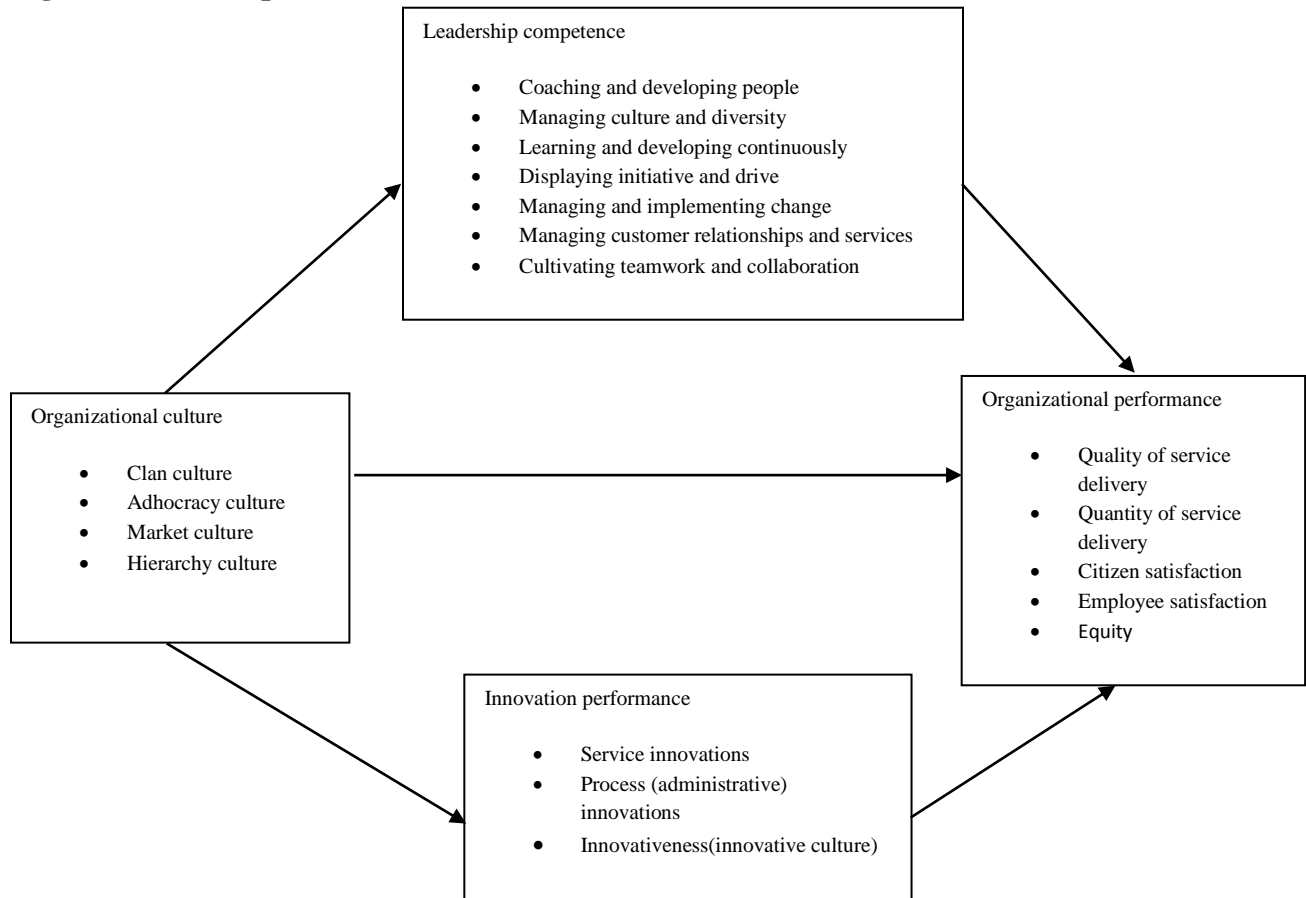 Leadership competence
• Coaching and developing people
• Managing culture and diversity
• Learning and developing continuously
• Displaying initiative and drive
• Managing and implementing change
• Managing customer relationships and services
• Cultivating teamwork and collaboration
Organizational culture
• Clan culture
• Adhocracy culture
• Market culture
• Hierarchy culture
Organizational performance
• Quality of service
delivery
• Quantity of service
delivery
• Citizen satisfaction
• Employee satisfaction
• Equity
Innovation performance
• Service innovations
• Process (administrative)
innovations
• Innovativeness(innovative culture)